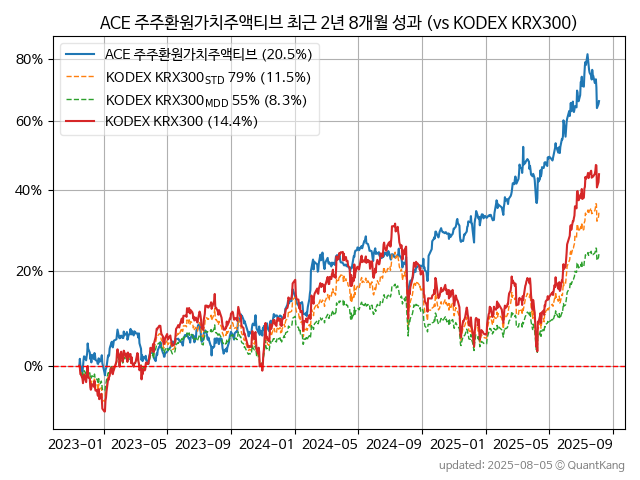 ACE 주주환원가치주액티브 최근 2년 8개월 성과 (vs KODEX KRX300)
ACE 주주환원가치주액티브 (20.5%)
KODEX KRX300STD 79% (11.5%)
KODEX KRX300MDD 55% (8.3%)
KODEX KRX300 (14.4%)
80%
60%
40%
20%
0%
2023-01 2023-05 2023-09 2024-01 2024-05 2024-09 2025-01 2025-05 2025-09
updated: 2025-08-05 © QuantKang